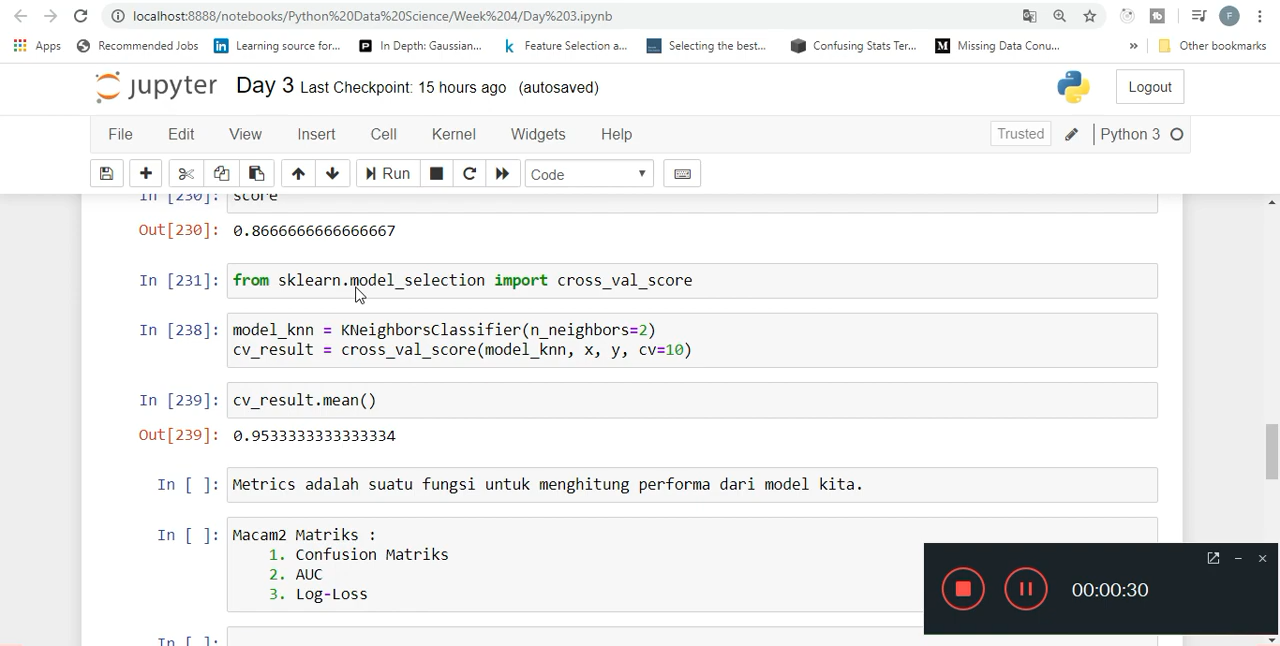 localhost:8888/notebooks/Python%20Data%20Science/Week%204/Day%203.ipynb
F
Apps Recommended Jobs Learning source for... In Depth: Gaussian... Feature Selection a... Selecting the best... Confusing Stats Ter... Missing Data Conu... » Other bookmarks
jupyter Day 3 Last Checkpoint: 15 hours ago (autosaved) Logout
File Edit View Insert Cell Kernel Widgets Help Trusted Python 3
Run Code
In [230]: score
Out[230]: 0.8666666666666667
In [231]: from sklearn.model_selection import cross_val_score
In [238]: model_knn = KNeighborsClassifier(n_neighbors=2)
cv_result = cross_val_score(model_knn, x, y, cv=10)
In [239]: cv_result.mean()
Out[239]: 0.9533333333333334
In [ ]: Metrics adalah suatu fungsi untuk menghitung performa dari model kita.
In [ ]: Macam2 Matriks :
1. Confusion Matriks
2. AUC
3. Log-Loss
In [ ]:
00:00:30